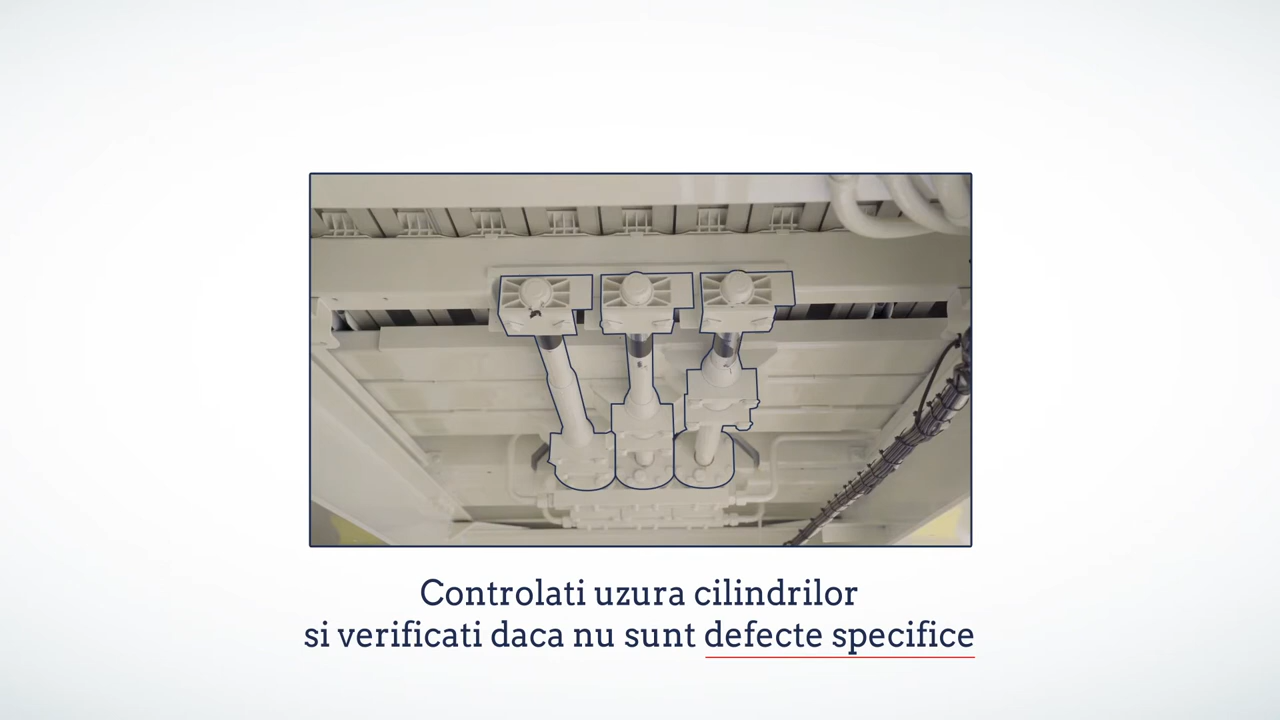 Controlati uzura cilindrilor
si verificati daca nu sunt defecte specifice